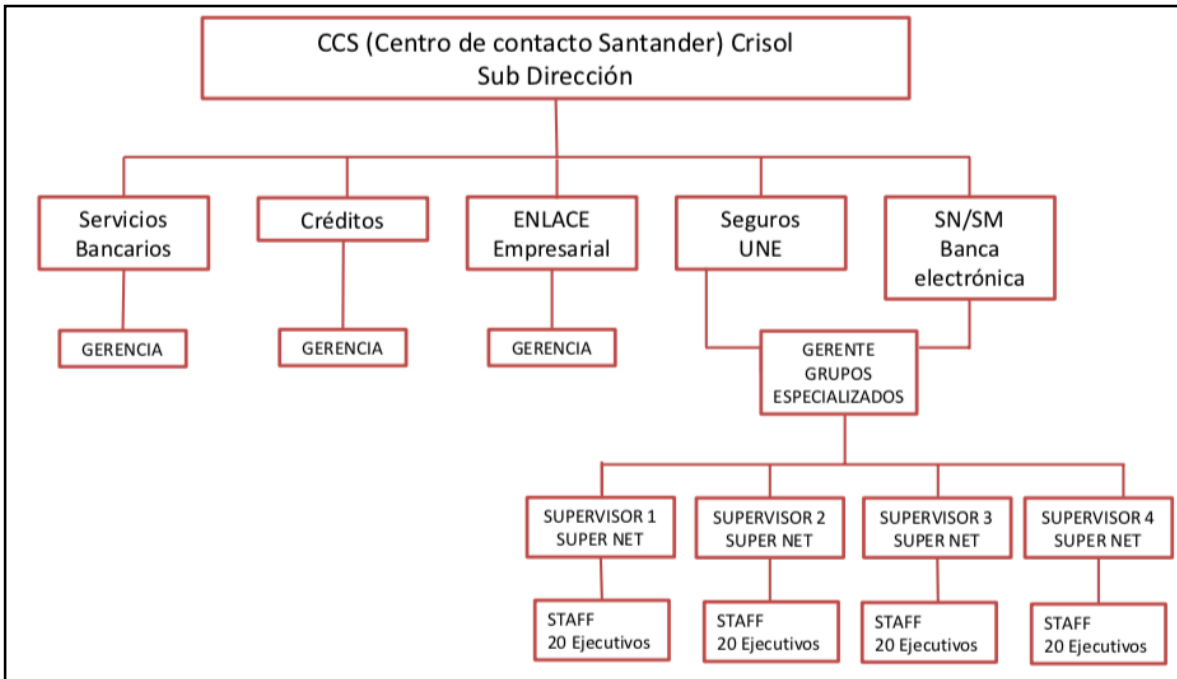 CCS (Centro de contacto Santander) Crisol
Sub Dirección
Servicios
Bancarios
Créditos
ENLACE
Empresarial
Seguros
UNE
SN/SM
Banca
electrónica
GERENCIA
GERENCIA
GERENCIA
GERENTE
GRUPOS
ESPECIALIZADOS
SUPERVISOR 1
SUPER NET
SUPERVISOR 2
SUPER NET
SUPERVISOR 3
SUPER NET
SUPERVISOR 4
SUPER NET
STAFF
20 Ejecutivos
STAFF
20 Ejecutivos
STAFF
20 Ejecutivos
STAFF
20 Ejecutivos